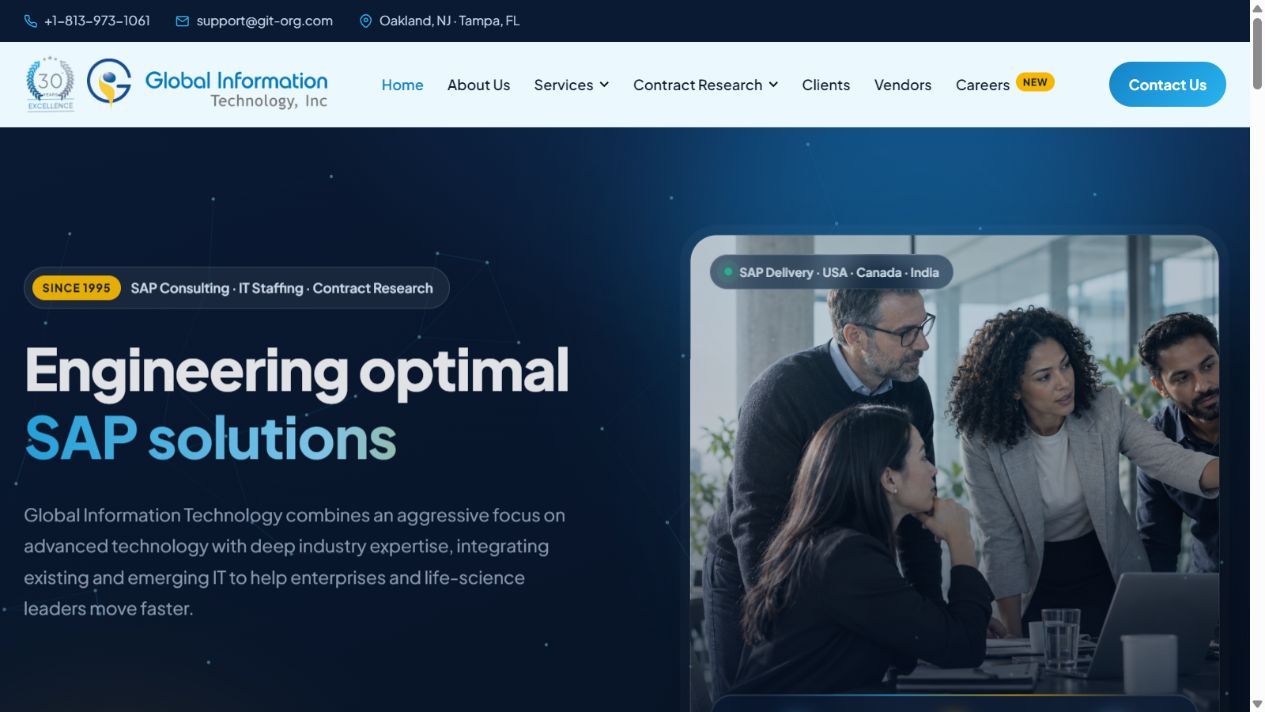 +1-813-973-1061 support@git-org.com Oakland, NJ · Tampa, FL
30
YEARS
EXCELLENCE
Global Information
Technology, Inc
Home About Us Services Contract Research Clients Vendors Careers NEW Contact Us
SINCE 1995 SAP Consulting · IT Staffing · Contract Research
Engineering optimal
SAP solutions
Global Information Technology combines an aggressive focus on
advanced technology with deep industry expertise, integrating
existing and emerging IT to help enterprises and life-science
leaders move faster.
SAP Delivery · USA · Canada · India